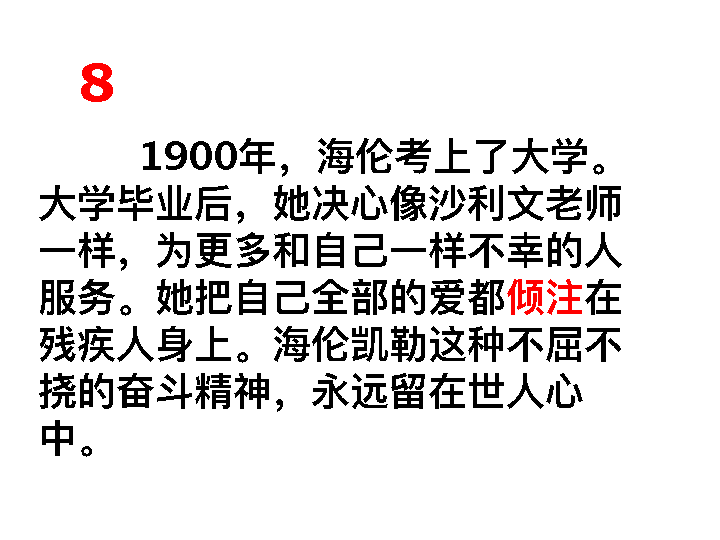 8
1900年，海伦考上了大学。
大学毕业后，她决心像沙利文老师
一样，为更多和自己一样不幸的人
服务。她把自己全部的爱都倾注在
残疾人身上。海伦凯勒这种不屈不
挠的奋斗精神，永远留在世人心
中。